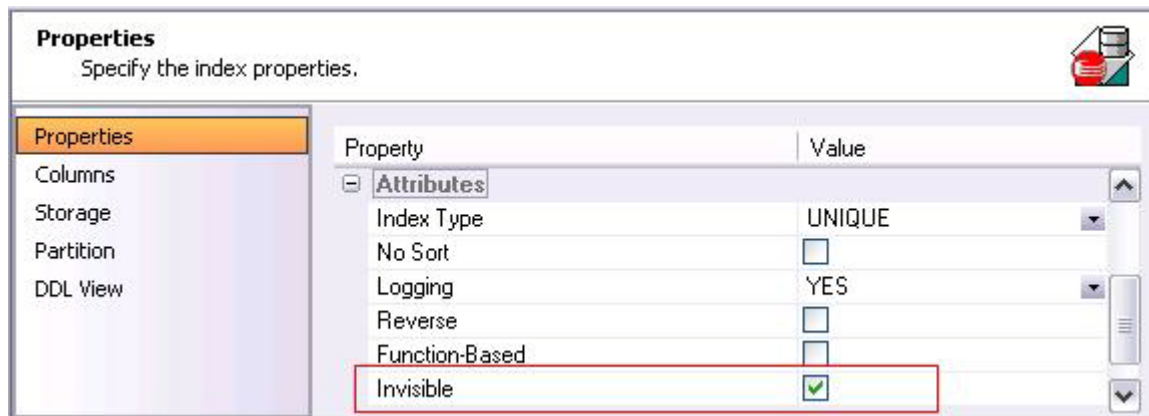 Properties
Specify the index properties.
Properties
Columns
Storage
Partition
DDL View
Property Value
Attributes
Index Type UNIQUE
No Sort
Logging YES
Reverse
Function-Based
Invisible